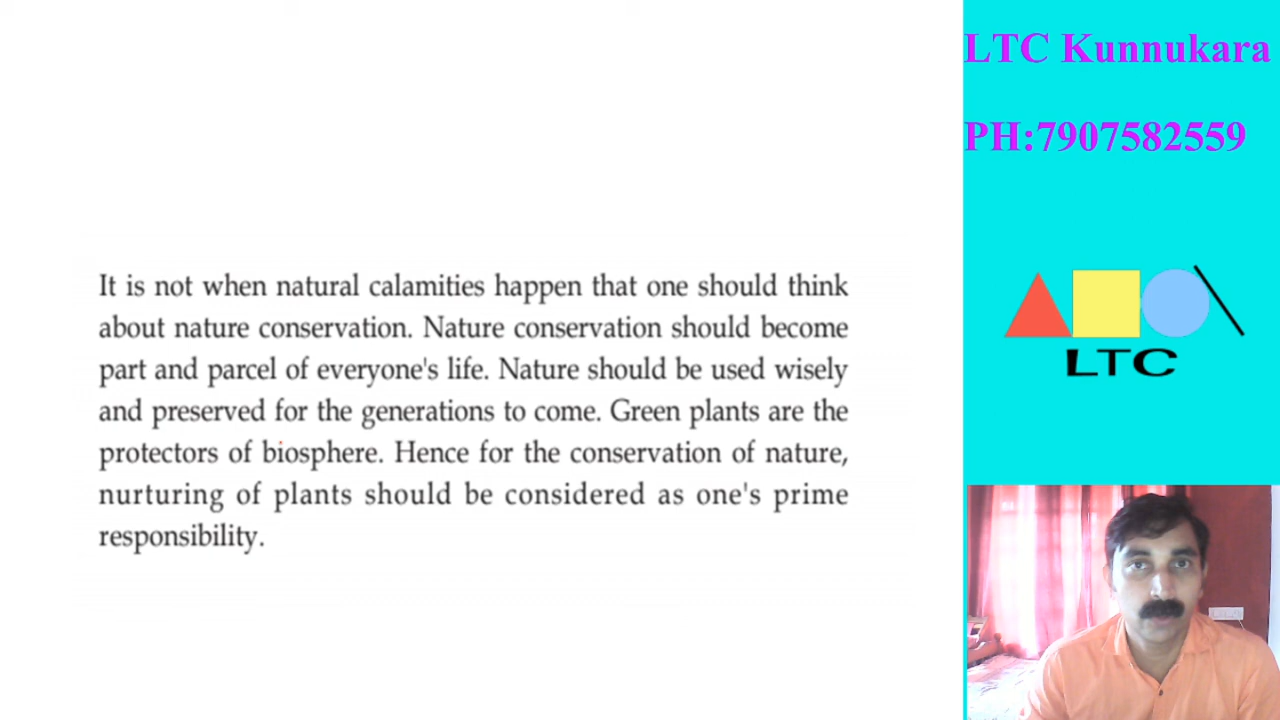 It is not when natural calamities happen that one should think
about nature conservation. Nature conservation should become
part and parcel of everyone's life. Nature should be used wisely
and preserved for the generations to come. Green plants are the
protectors of biosphere. Hence for the conservation of nature,
nurturing of plants should be considered as one's prime
responsibility.
LTC Kunnukara
PH:7907582559
LTC